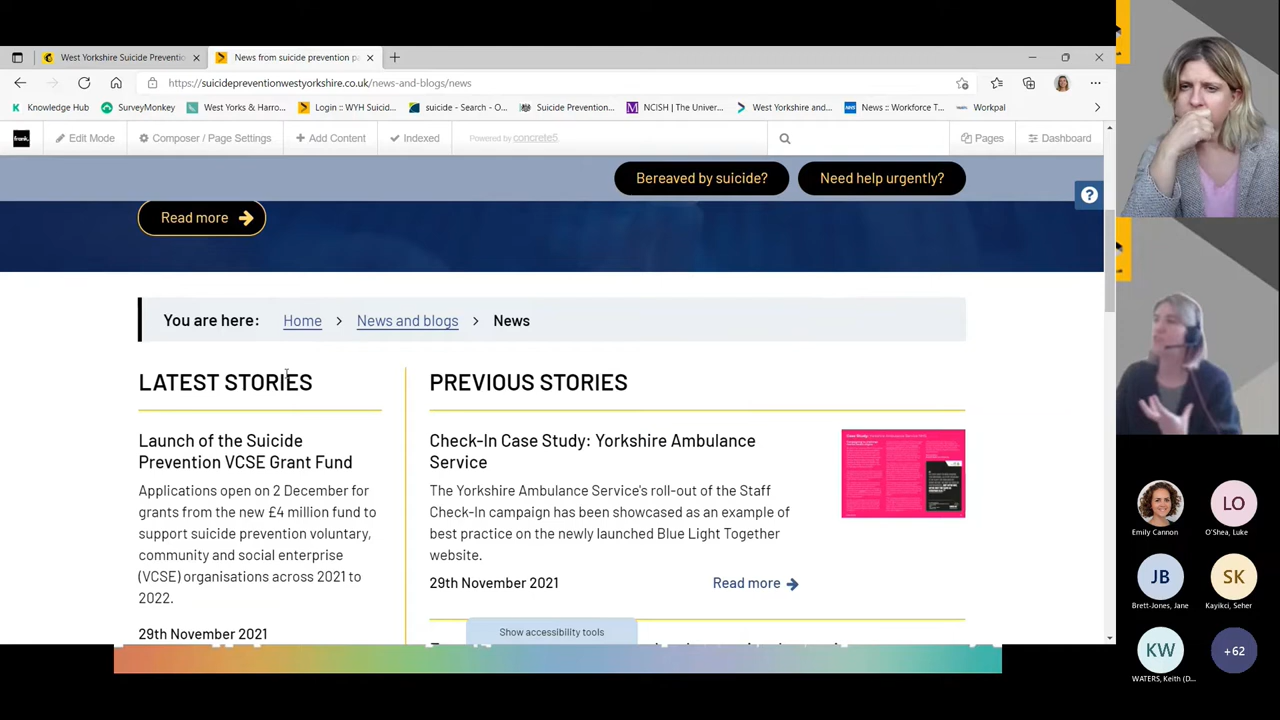 West Yorkshire Suicide Preventio
News from suicide prevention pa
https://suicidepreventionwestyorkshire.co.uk/news-and-blogs/news
Knowledge Hub
SurveyMonkey
West Yorks & Harro...
Login :: WYH Suicid...
suicide - Search - O...
Suicide Prevention...
NCISH | The Univer...
West Yorkshire and...
News :: Workforce T...
Workpal
frank.
Edit Mode
Composer / Page Settings
Add Content
Indexed
Powered by concrete5
Pages
Dashboard
Bereaved by suicide?
Need help urgently?
?
Read more
You are here: Home > News and blogs > News
LATEST STORIES
Launch of the Suicide
Prevention VCSE Grant Fund
Applications open on 2 December for
grants from the new £4 million fund to
support suicide prevention voluntary,
community and social enterprise
(VCSE) organisations across 2021 to
2022.
29th November 2021
PREVIOUS STORIES
Check-In Case Study: Yorkshire Ambulance
Service
The Yorkshire Ambulance Service's roll-out of the Staff
Check-In campaign has been showcased as an example of
best practice on the newly launched Blue Light Together
website.
29th November 2021
Read more
Show accessibility tools
Emily Cannon
LO
O'Shea, Luke
JB
Brett-Jones, Jane
SK
Kayikci, Seher
KW
WATERS, Keith (D...
+62